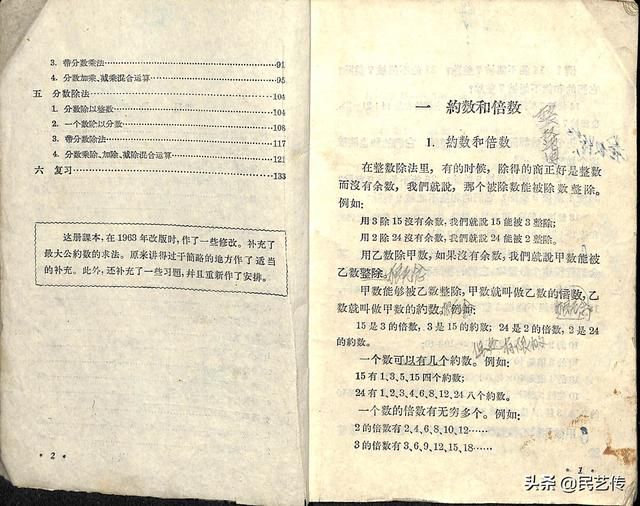 3. 带分数乘法 91
4. 分数加乘、减乘混合运算 95
五 分数除法 104
1. 分数除以整数 104
2. 一个数除以分数 108
3. 带分数除法 117
4. 分数乘除、加除、减除混合运算 121
六 复习 133
这册課本，在1963年改版时，作了一些修改。补充了
最大公約数的求法。原来讲得过于簡略的地方作了适当
的补充。此外，还补充了一些习題，并且重新作了安排。
• 2 •
一 約数和倍数
1. 約数和倍数
在整数除法里，有的时候，除得的商正好是整数
而沒有余数，我們就說，那个被除数能被除数整除。
例如：
用3除15沒有余数，我們就說15能被3整除；
用2除24沒有余数，我們就說24能被2整除。
用乙数除甲数，如果沒有余数，我們就說甲数能被
乙数整除。
甲数能够被乙数整除，甲数就叫做乙数的倍数，乙
数就叫做甲数的約数。例如：
15是3的倍数，3是15的約数；24是2的倍数，2是24
的約数。
一个数可以有几个約数。例如：
15有1、3、5、15四个約数；
24有1、2、3、4、6、8、12、24八个約数。
一个数的倍数有无穷多个。例如：
2的倍数有2、4、6、8、10、12……
3的倍数有3、6、9、12、15、18……
• 1 •
头条 @民艺传